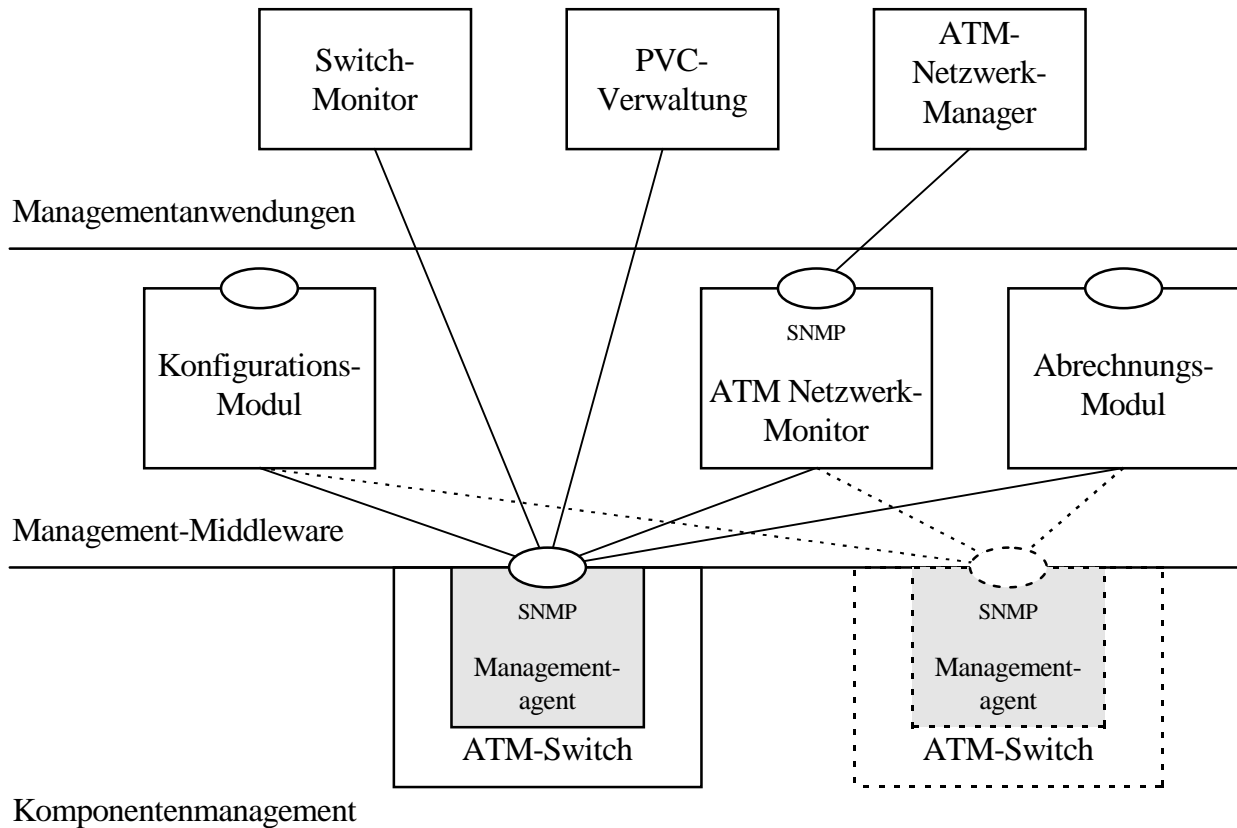 Switch-
Monitor
PVC-
Verwaltung
ATM-
Netzwerk-
Manager
Managementanwendungen
Konfigurations-
Modul
SNMP
ATM Netzwerk-
Monitor
Abrechnungs-
Modul
Management-Middleware
SNMP
Management-
agent
ATM-Switch
SNMP
Management-
agent
ATM-Switch
Komponentenmanagement